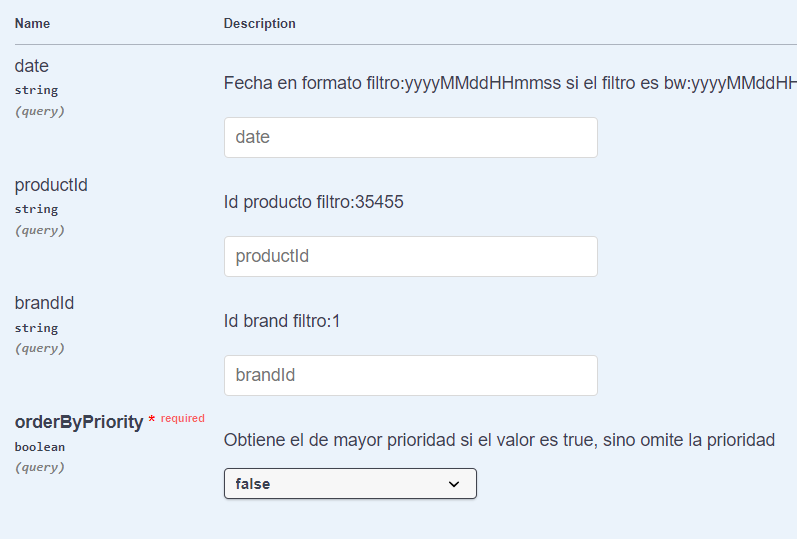 Name Description
date
string
(query)
Fecha en formato filtro:yyyyMMddHHmmss si el filtro es bw:yyyyMMddHH
date
productId
string
(query)
Id producto filtro:35455
productId
brandId
string
(query)
Id brand filtro:1
brandId
orderByPriority * required
boolean
(query)
Obtiene el de mayor prioridad si el valor es true, sino omite la prioridad
false